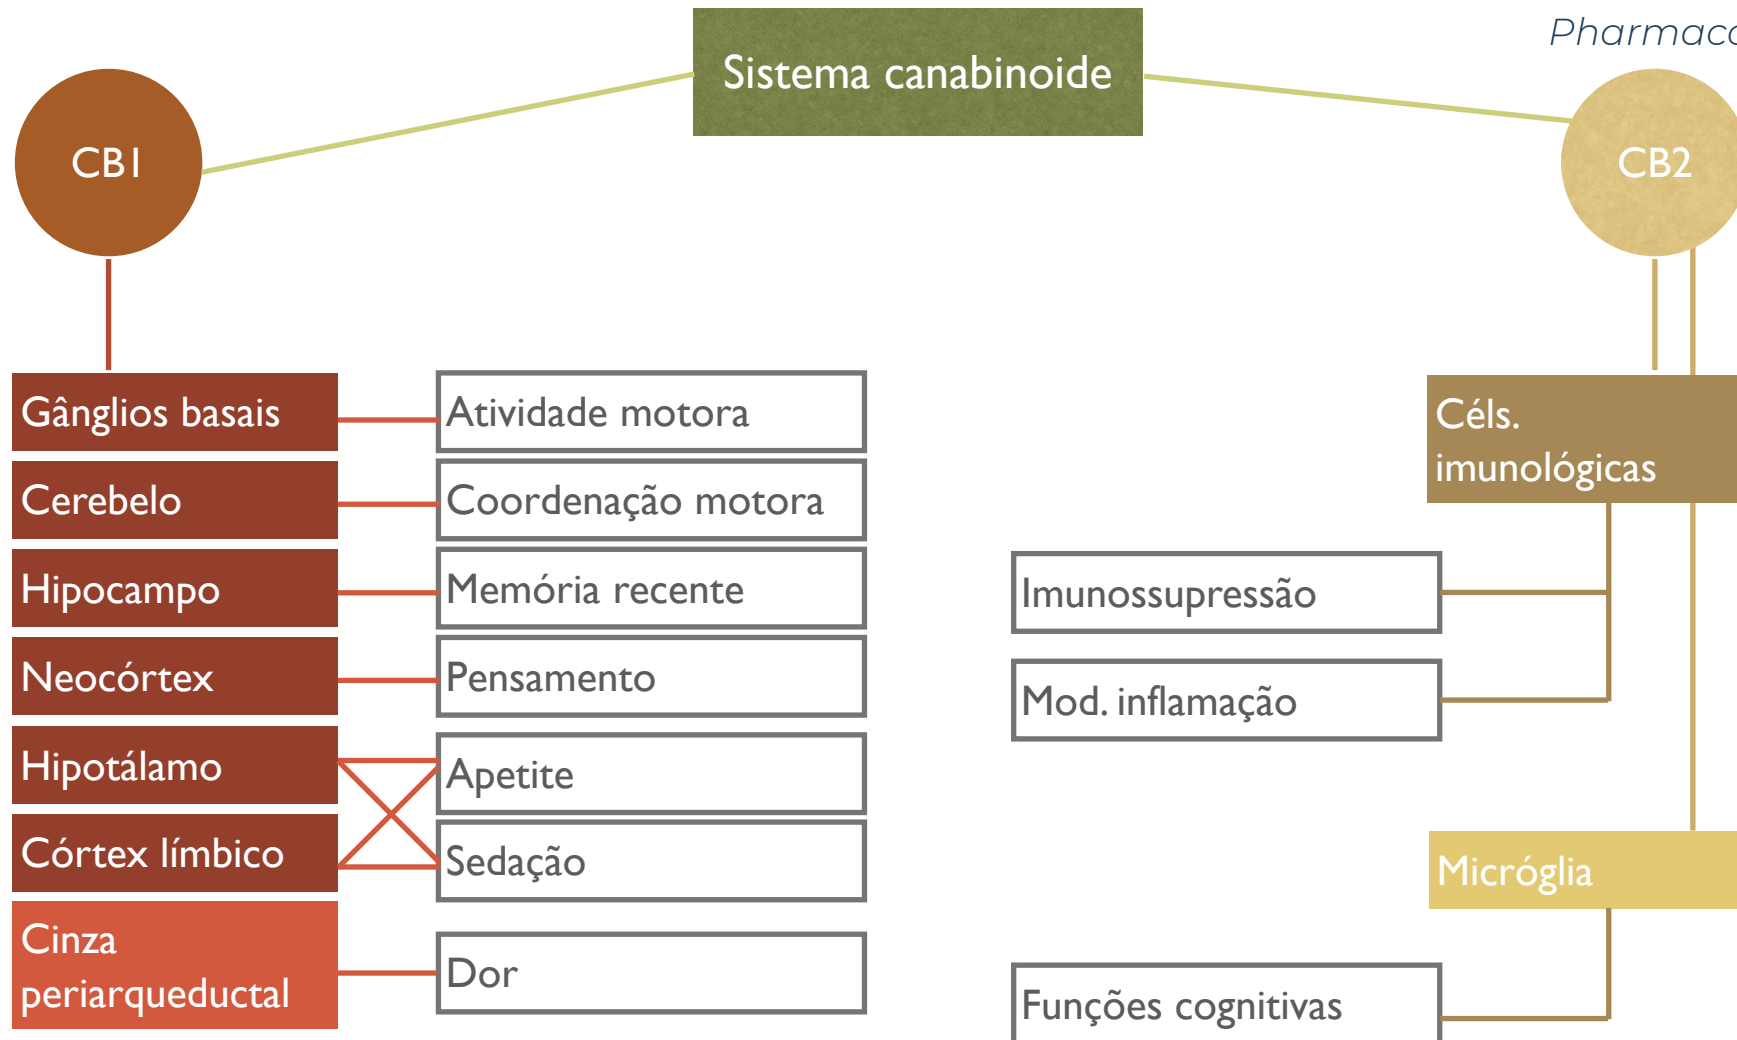 Pharmaco
Sistema canabinoide
CB1
CB2
Gânglios basais
Atividade motora
Cerebelo
Coordenação motora
Hipocampo
Memória recente
Neocórtex
Pensamento
Hipotálamo
Apetite
Córtex límbico
Sedação
Cinza
periarqueductal
Dor
Céls.
imunológicas
Imunossupressão
Mod. inflamação
Micróglia
Funções cognitivas